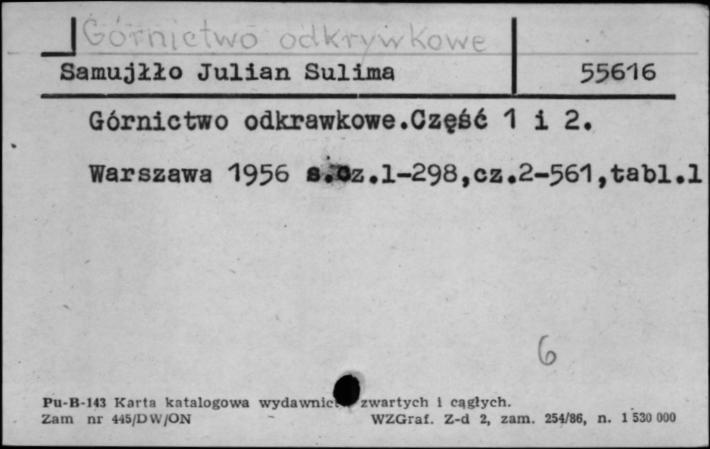 Górnictwo odkrywkowe
Samujłło Julian Sulima 55616
Górnictwo odkrawkowe.Część 1 i 2.
Warszawa 1956 s.cz.1-298,cz.2-561,tabl.1
6
Pu-B-143 Karta katalogowa zwartych i ciągłych.
Zam nr 445/DW/ON WZGraf. Z-d 2, zam. 254/86, n. 1 530 000